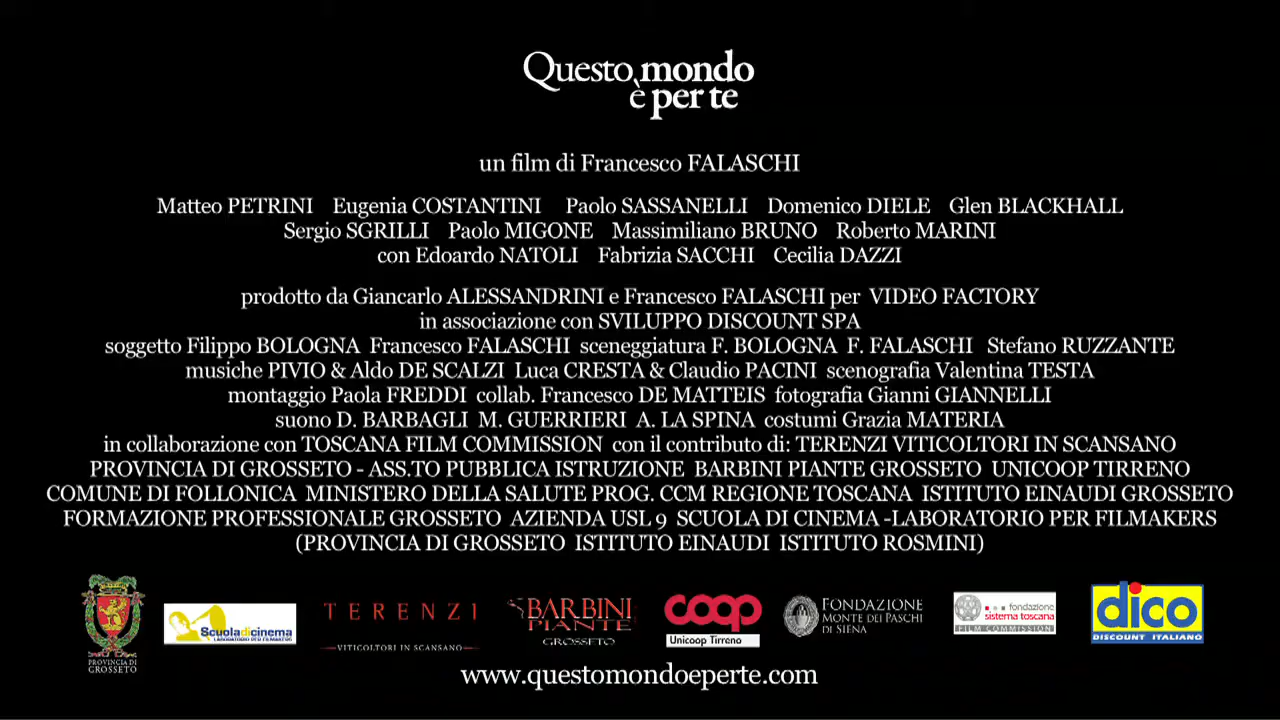 Questo mondo
è per te
un film di Francesco FALASCHI
Matteo PETRINI Eugenia COSTANTINI Paolo SASSANELLI Domenico DIELE Glen BLACKHALL
Sergio SGRILLI Paolo MIGONE Massimiliano BRUNO Roberto MARINI
con Edoardo NATOLI Fabrizia SACCHI Cecilia DAZZI
prodotto da Giancarlo ALESSANDRINI e Francesco FALASCHI per VIDEO FACTORY
in associazione con SVILUPPO DISCOUNT SPA
soggetto Filippo BOLOGNA Francesco FALASCHI sceneggiatura F. BOLOGNA F. FALASCHI Stefano RUZZANTE
musiche PIVIO & Aldo DE SCALZI Luca CRESTA & Claudio PACINI scenografia Valentina TESTA
montaggio Paola FREDDI collab. Francesco DE MATTEIS fotografia Gianni GIANNELLI
suono D. BARBAGLI M. GUERRIERI A. LA SPINA costumi Grazia MATERIA
in collaborazione con TOSCANA FILM COMMISSION con il contributo di: TERENZI VITICOLTORI IN SCANSANO
PROVINCIA DI GROSSETO - ASS.TO PUBBLICA ISTRUZIONE BARBINI PIANTE GROSSETO UNICOOP TIRRENO
COMUNE DI FOLLONICA MINISTERO DELLA SALUTE PROG. CCM REGIONE TOSCANA ISTITUTO EINAUDI GROSSETO
FORMAZIONE PROFESSIONALE GROSSETO AZIENDA USL 9 SCUOLA DI CINEMA -LABORATORIO PER FILMAKERS
(PROVINCIA DI GROSSETO ISTITUTO EINAUDI ISTITUTO ROSMINI)
PROVINCIA DI
GROSSETO
Scuoladicinema
LABORATORIO PER FILMAKERS
TERENZI
VITICOLTORI IN SCANSANO
BARBINI
PIANTE
GROSSETO
coop
Unicoop Tirreno
FONDAZIONE
MONTE DEI PASCHI
DI SIENA
fondazione
sistema toscana
FILM COMMISSION
dico
DISCOUNT ITALIANO
www.questomondoeperte.com